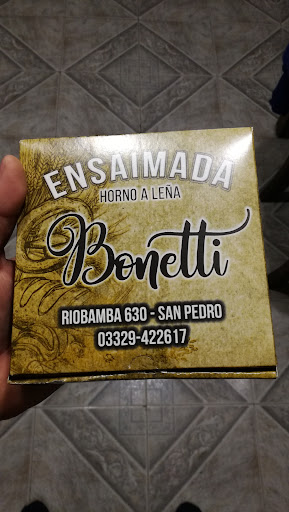 ENSAIMADA
HORNO A LEÑA
Bonetti
RIOBAMBA 630 - SAN PEDRO
03329-422617